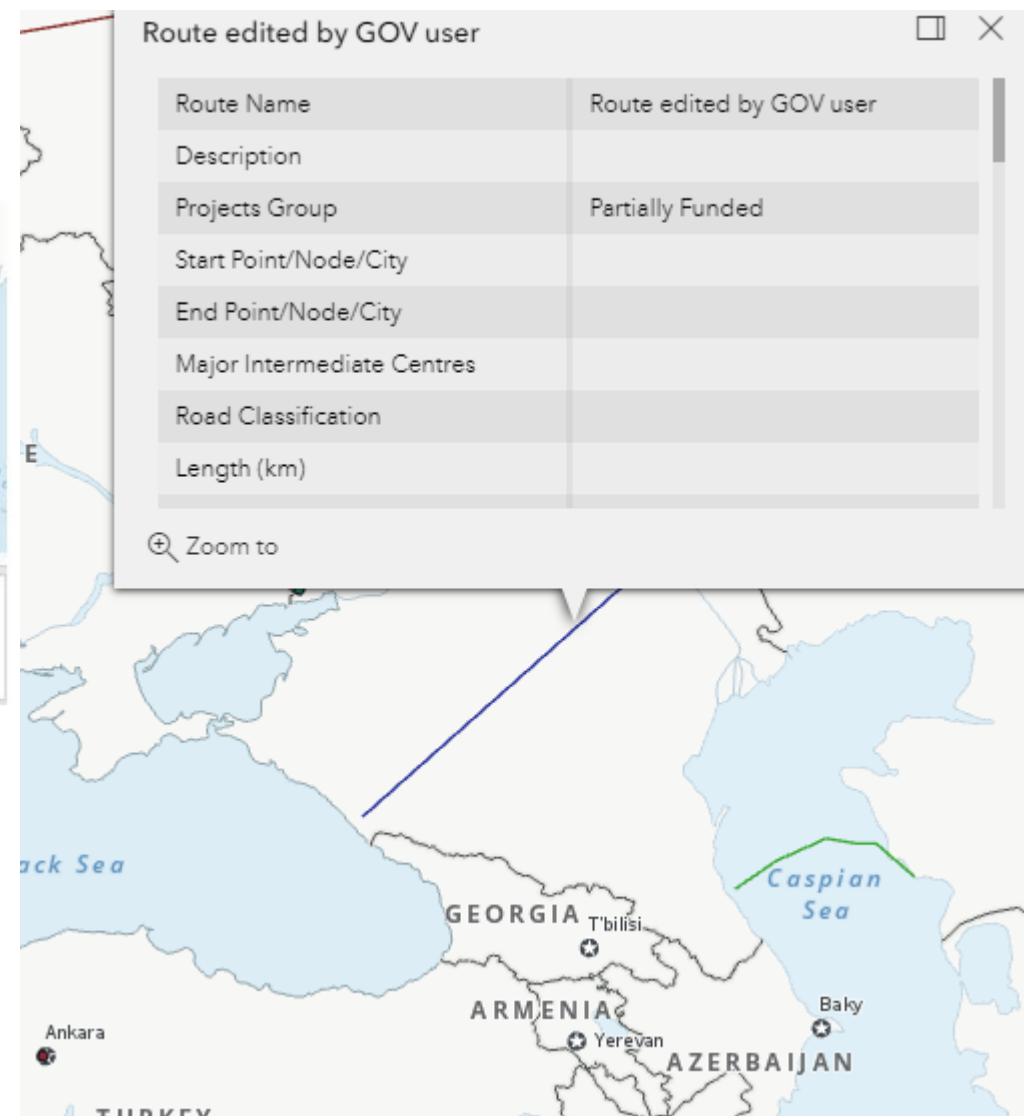 Route edited by GOV user
Route Name Route edited by GOV user
Description
Projects Group Partially Funded
Start Point/Node/City
End Point/Node/City
Major Intermediate Centres
Road Classification
Length (km)
E
Zoom to
ack Sea
Caspian
Sea
GEORGIA
T'bilisi
ARMENIA
Baky
Ankara
Yerevan
AZERBAIJAN
TURKEY